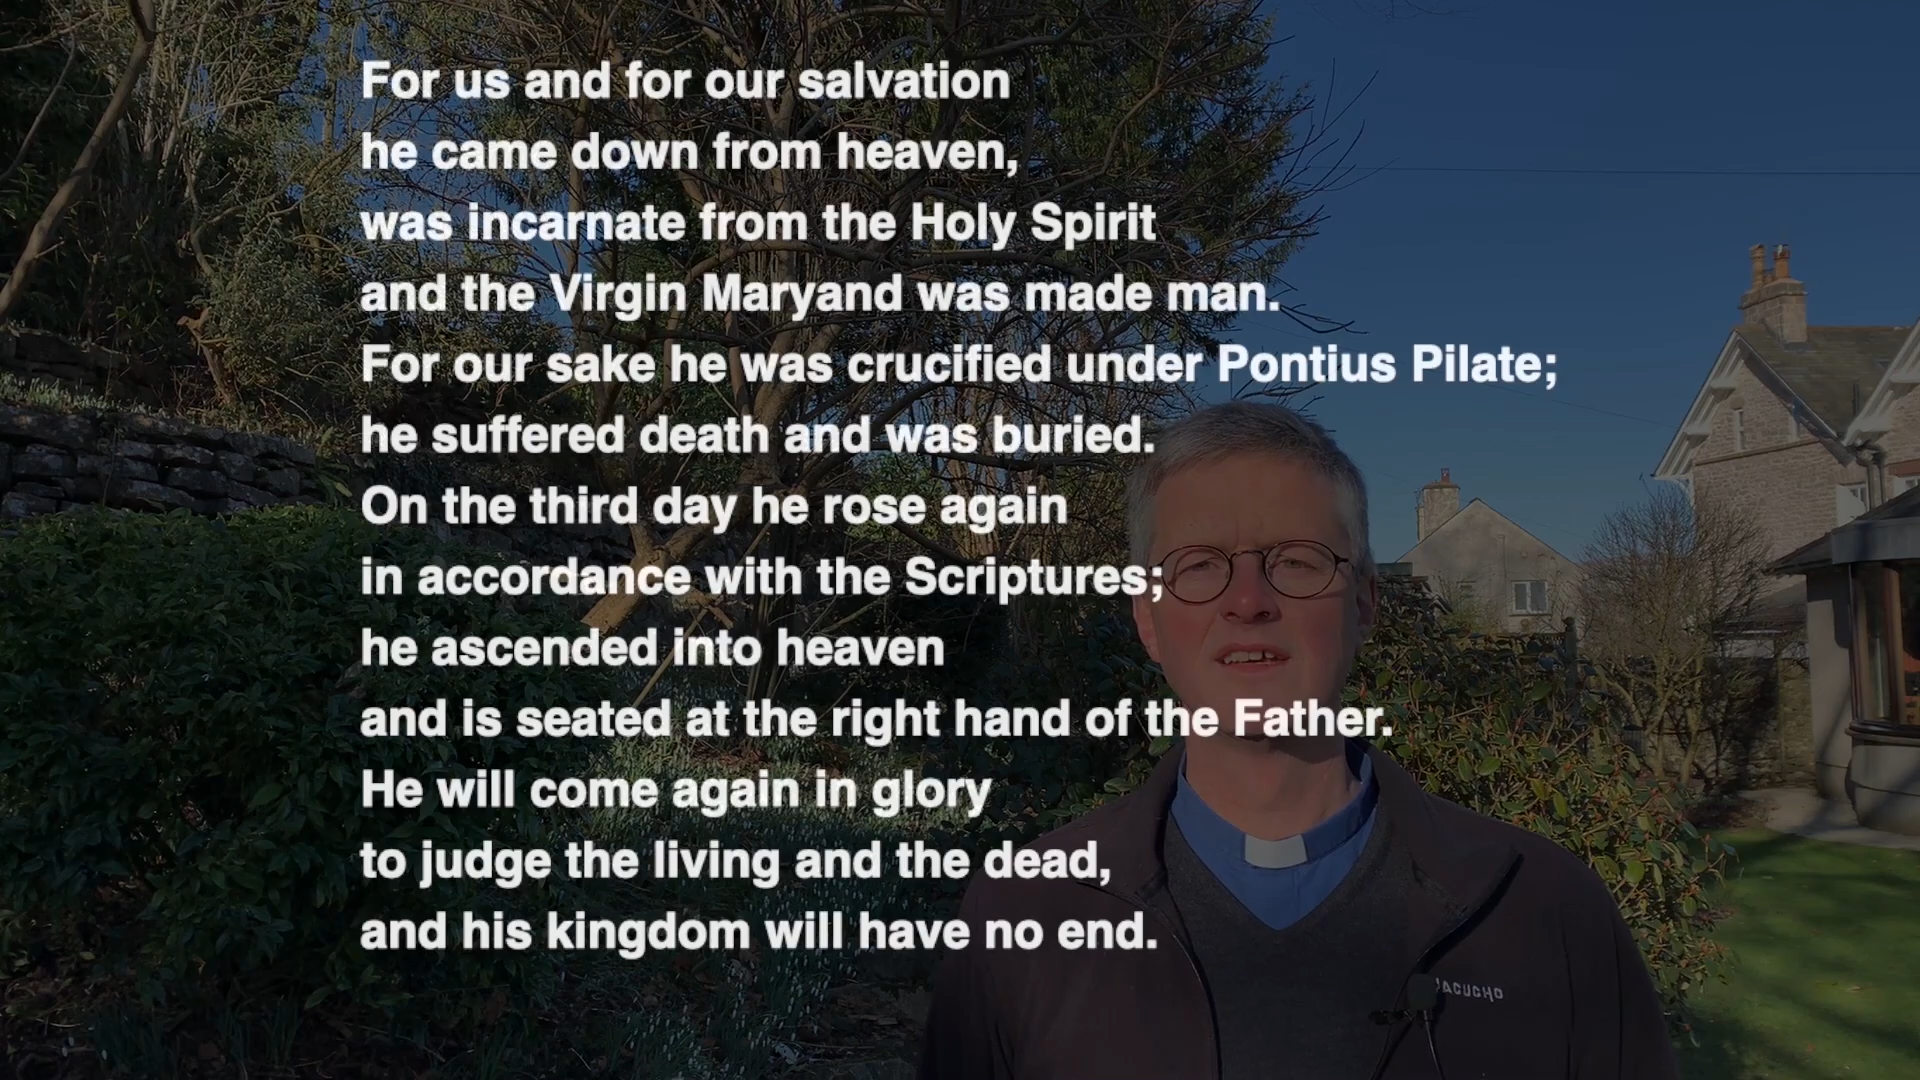 For us and for our salvation
he came down from heaven,
was incarnate from the Holy Spirit
and the Virgin Maryand was made man.
For our sake he was crucified under Pontius Pilate;
he suffered death and was buried.
On the third day he rose again
in accordance with the Scriptures;
he ascended into heaven
and is seated at the right hand of the Father.
He will come again in glory
to judge the living and the dead,
and his kingdom will have no end.